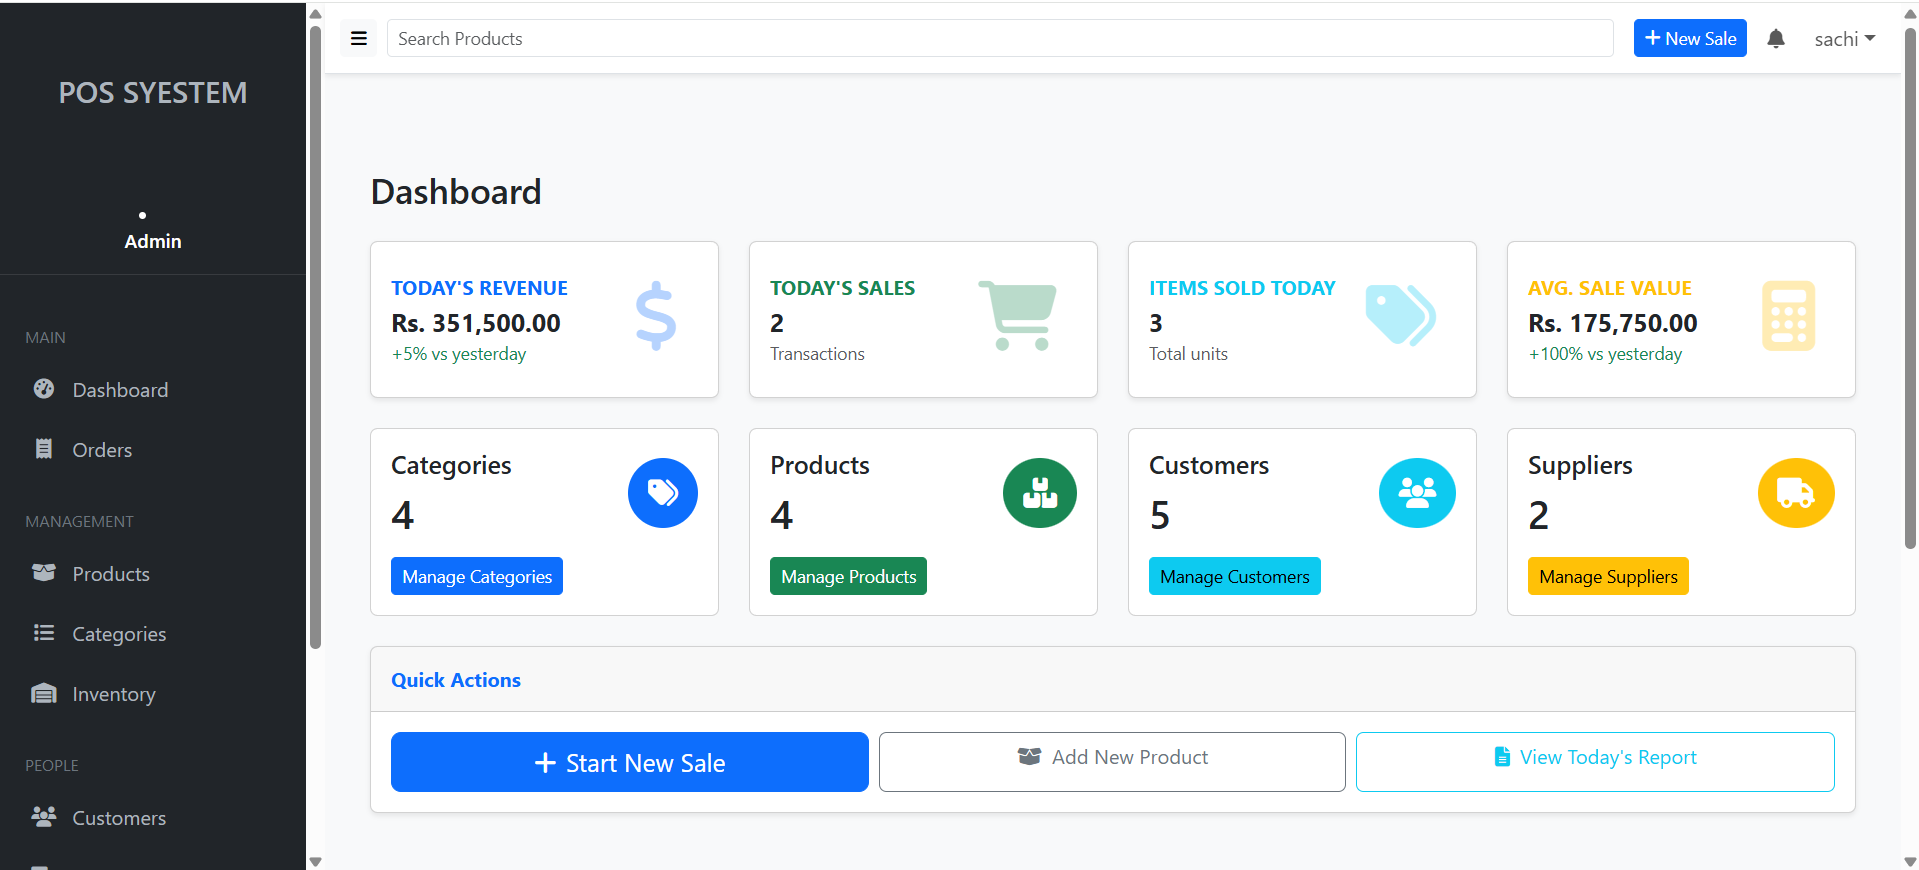 POS SYESTEM
Admin
MAIN
Dashboard
Orders
MANAGEMENT
Products
Categories
Inventory
PEOPLE
Customers
Search Products
New Sale
sachi
Dashboard
TODAY'S REVENUE
Rs. 351,500.00
+5% vs yesterday
TODAY'S SALES
2
Transactions
ITEMS SOLD TODAY
3
Total units
AVG. SALE VALUE
Rs. 175,750.00
+100% vs yesterday
Categories
4
Manage Categories
Products
4
Manage Products
Customers
5
Manage Customers
Suppliers
2
Manage Suppliers
Quick Actions
Start New Sale
Add New Product
View Today's Report